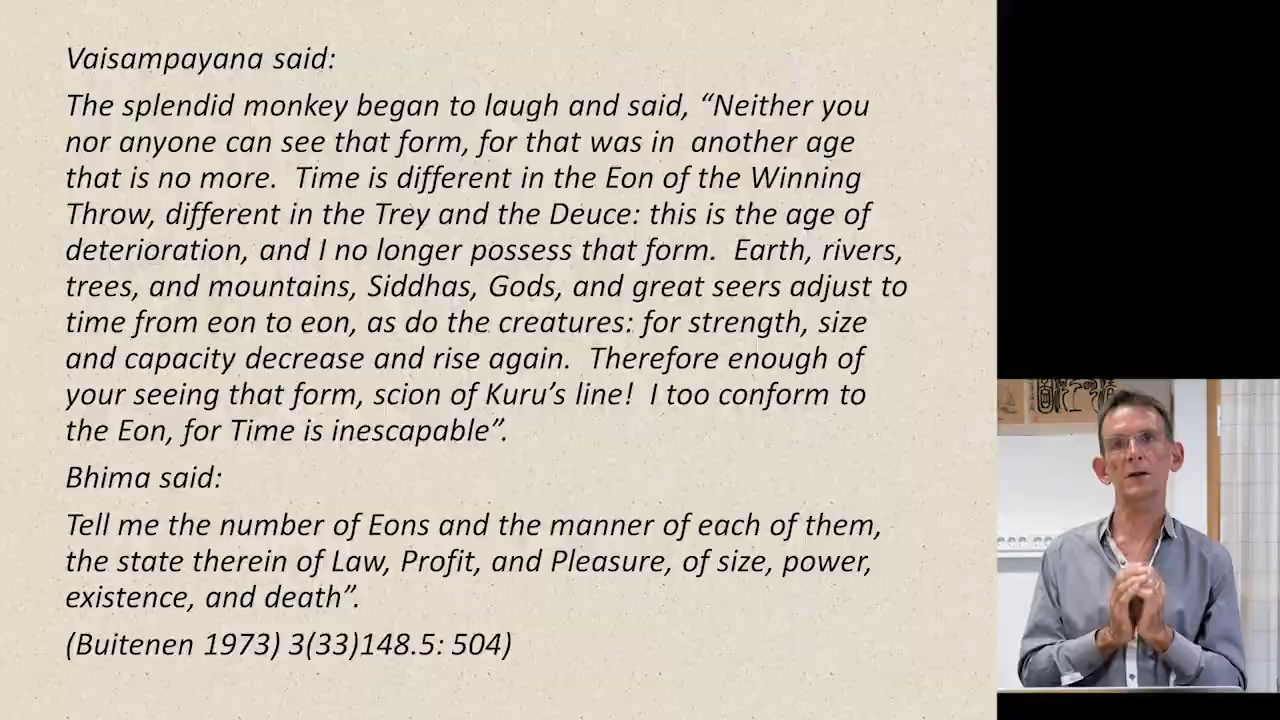 Vaisampayana said:
The splendid monkey began to laugh and said, “Neither you
nor anyone can see that form, for that was in  another age
that is no more.  Time is different in the Eon of the Winning
Throw, different in the Trey and the Deuce: this is the age of
deterioration, and I no longer possess that form.  Earth, rivers,
trees, and mountains, Siddhas, Gods, and great seers adjust to
time from eon to eon, as do the creatures: for strength, size
and capacity decrease and rise again.  Therefore enough of
your seeing that form, scion of Kuru’s line!  I too conform to
the Eon, for Time is inescapable”.
Bhima said:
Tell me the number of Eons and the manner of each of them,
the state therein of Law, Profit, and Pleasure, of size, power,
existence, and death”.
(Buitenen 1973) 3(33)148.5: 504)